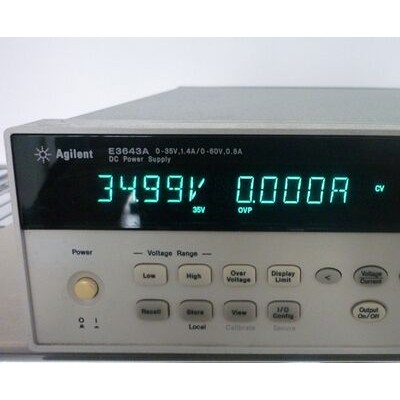 Agilent E3643A 0-35V,1.4A/0-60V,0.8A
DC Power Supply
34.99V 0.000A CV
35V OVP
Power Voltage Range
Low High Over Voltage Display Limit < Voltage Current
Recall Store View I/O Config Output On/Off
Local Calibrate Secure